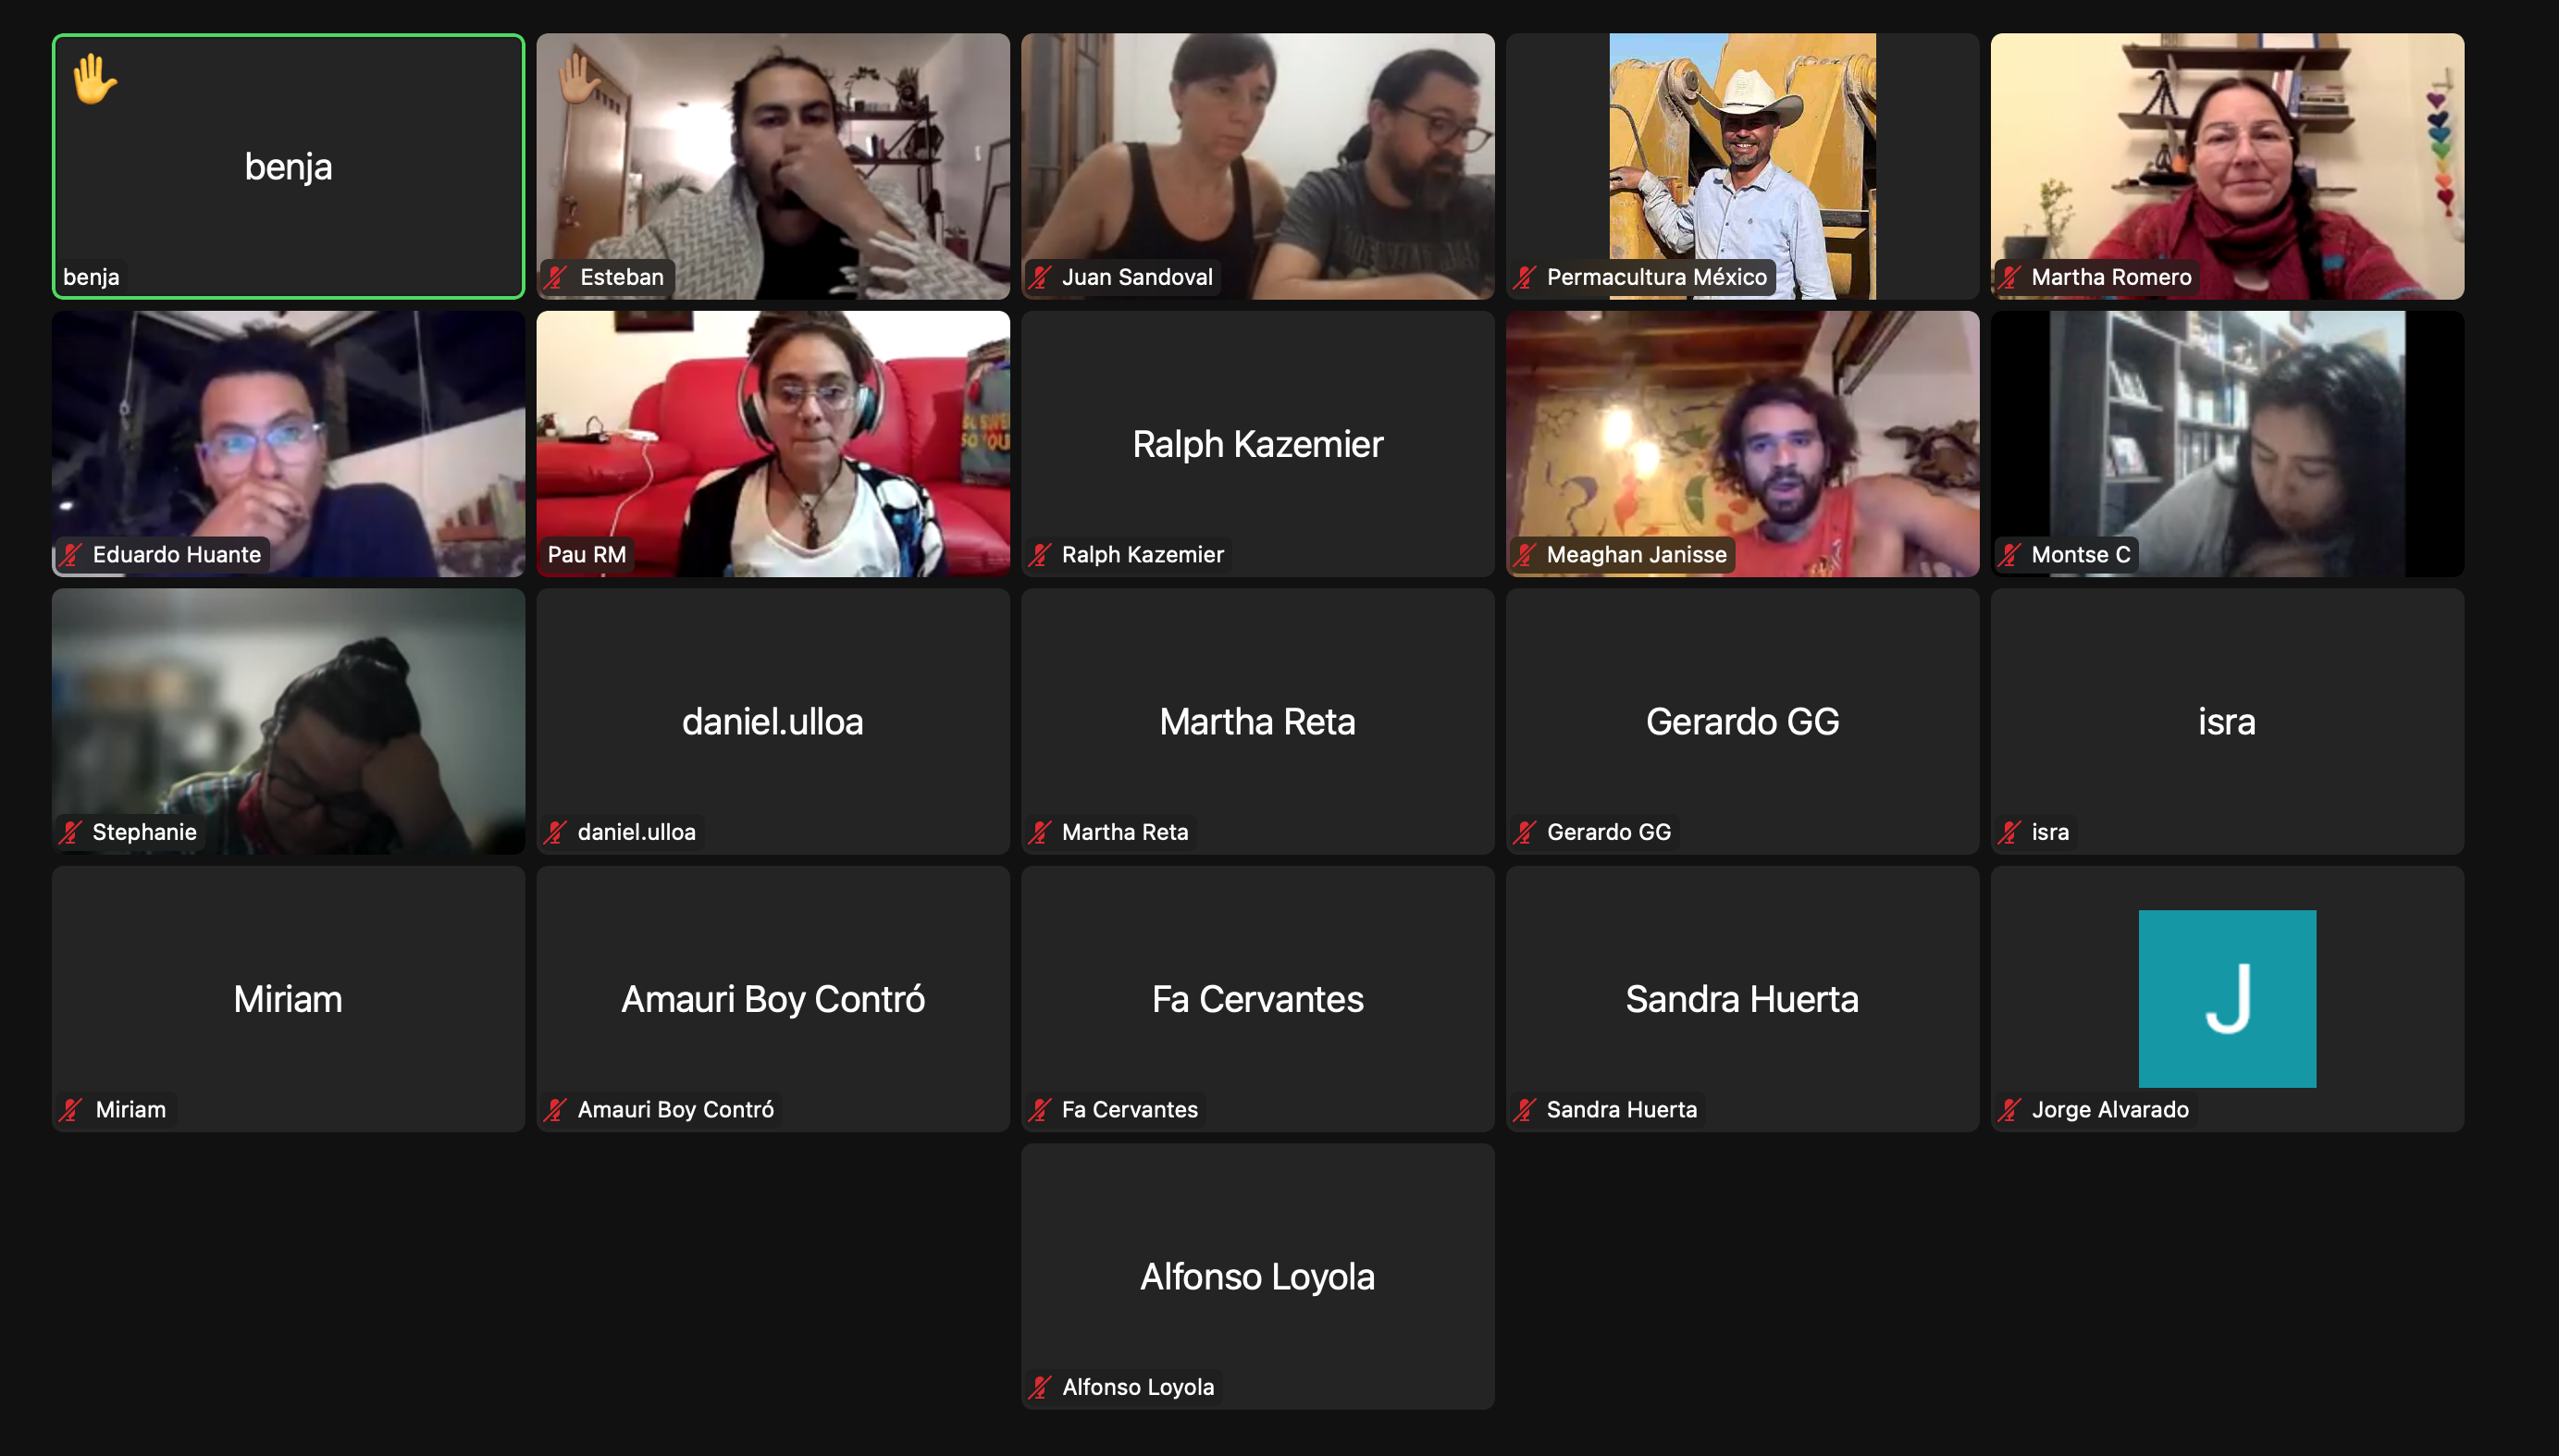 benja
benja
Esteban
Juan Sandoval
Permacultura México
Martha Romero
Eduardo Huante
Pau RM
Ralph Kazemier
Ralph Kazemier
Meaghan Janisse
Montse C
Stephanie
daniel.ulloa
daniel.ulloa
Martha Reta
Martha Reta
Gerardo GG
Gerardo GG
isra
isra
Miriam
Miriam
Amauri Boy Contró
Amauri Boy Contró
Fa Cervantes
Fa Cervantes
Sandra Huerta
Sandra Huerta
J
Jorge Alvarado
Alfonso Loyola
Alfonso Loyola